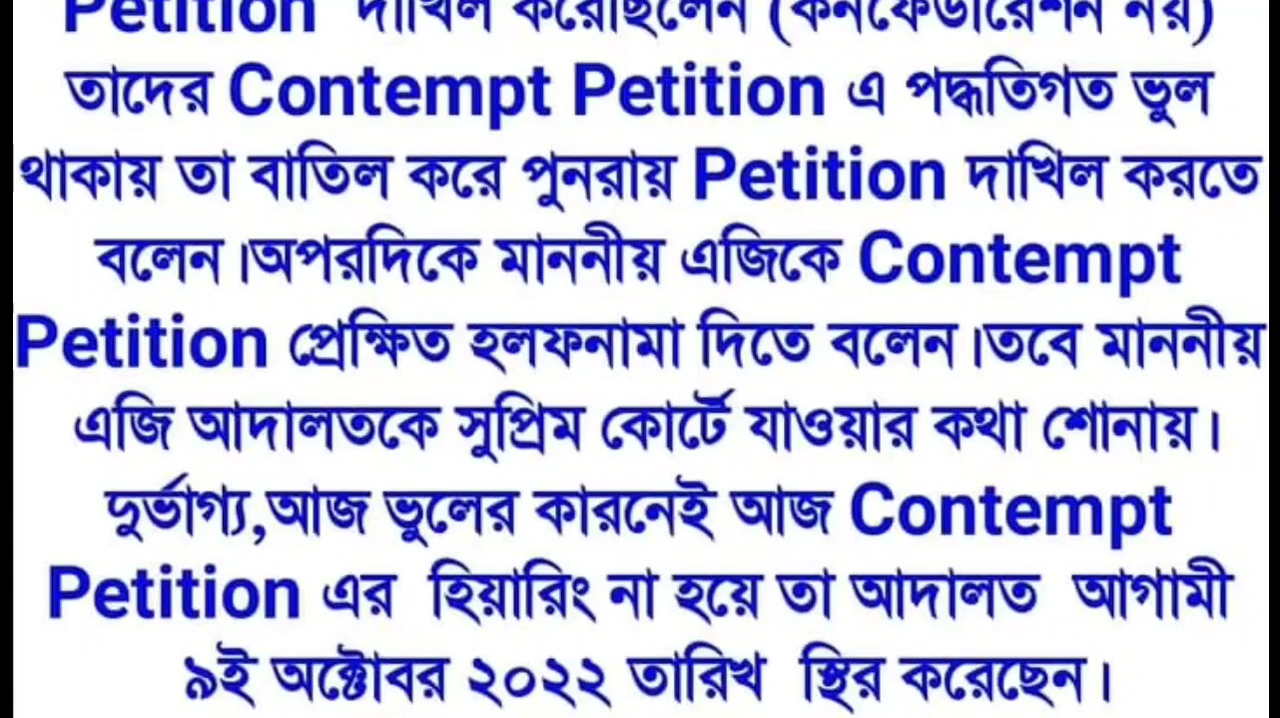 Petition দাখিল করেছিলেন (কনফেডারেশন নয়)
তাদের Contempt Petition এ পদ্ধতিগত ভুল
থাকায় তা বাতিল করে পুনরায় Petition দাখিল করতে
বলেন।অপরদিকে মাননীয় এজিকে Contempt
Petition প্রেক্ষিত হলফনামা দিতে বলেন।তবে মাননীয়
এজি আদালতকে সুপ্রিম কোর্টে যাওয়ার কথা শোনায়।
দুর্ভাগ্য,আজ ভুলের কারনেই আজ Contempt
Petition এর হিয়ারিং না হয়ে তা আদালত আগামী
৯ই অক্টোবর ২০২২ তারিখ স্থির করেছেন।